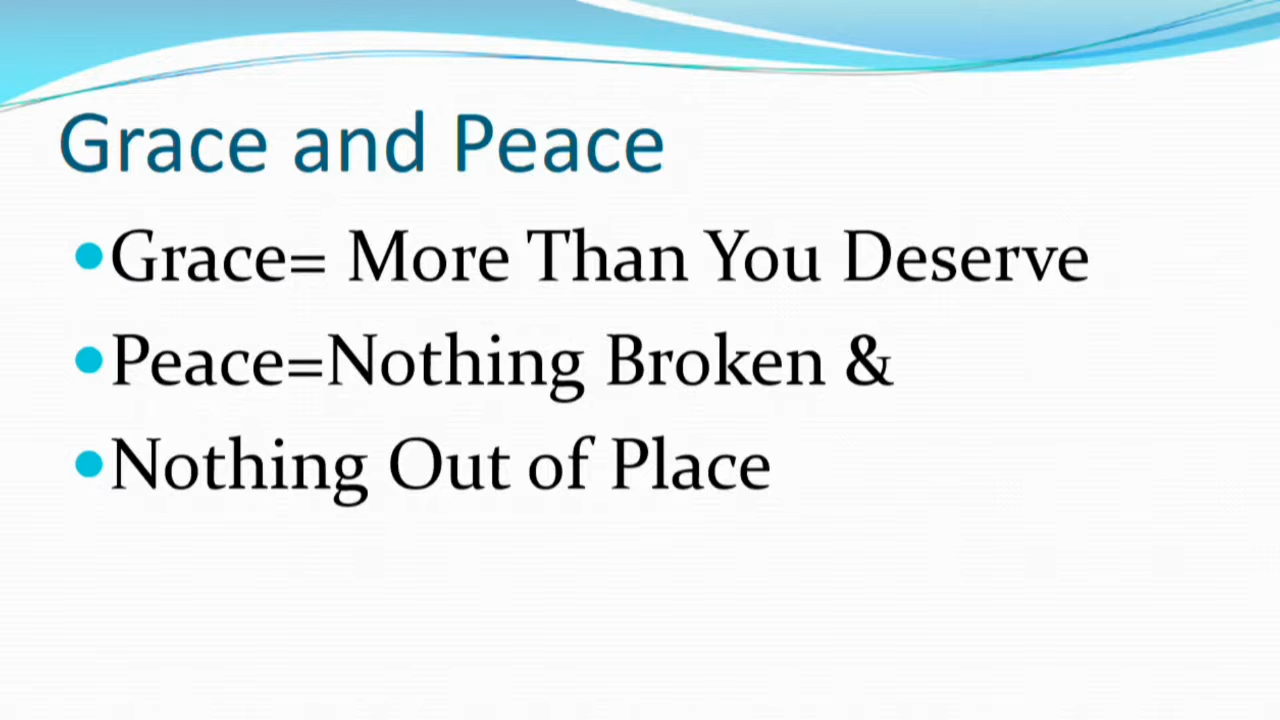 Grace and Peace
•Grace= More Than You Deserve
•Peace=Nothing Broken &
•Nothing Out of Place